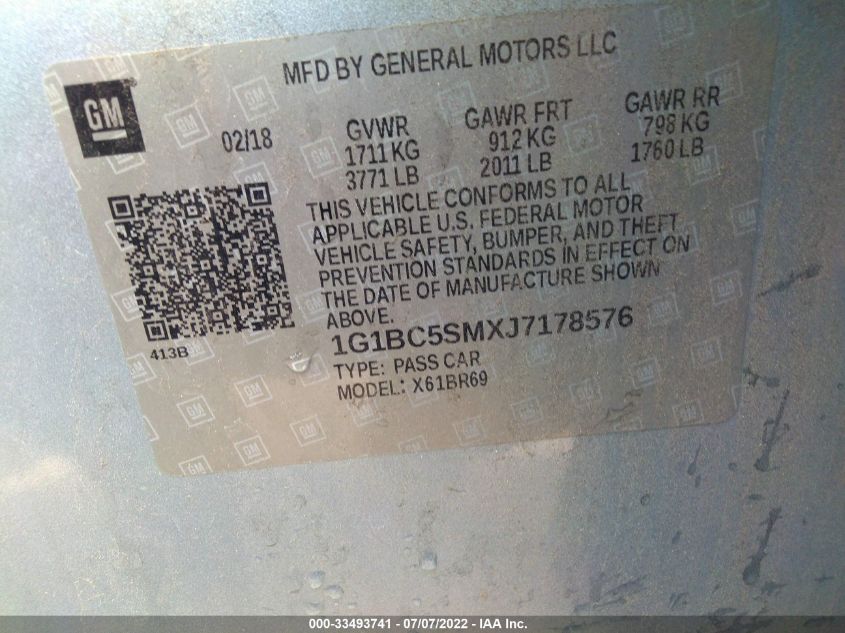 MFD BY GENERAL MOTORS LLC
GM
02/18
GVWR
1711 KG
3771 LB
GAWR FRT
912 KG
2011 LB
GAWR RR
798 KG
1760 LB
THIS VEHICLE CONFORMS TO ALL
APPLICABLE U.S. FEDERAL MOTOR
VEHICLE SAFETY, BUMPER, AND THEFT
PREVENTION STANDARDS IN EFFECT ON
THE DATE OF MANUFACTURE SHOWN
ABOVE.
413B
1G1BC5SMXJ7178576
TYPE: PASS CAR
MODEL: X61BR69
000-33493741 - 07/07/2022 - IAA Inc.